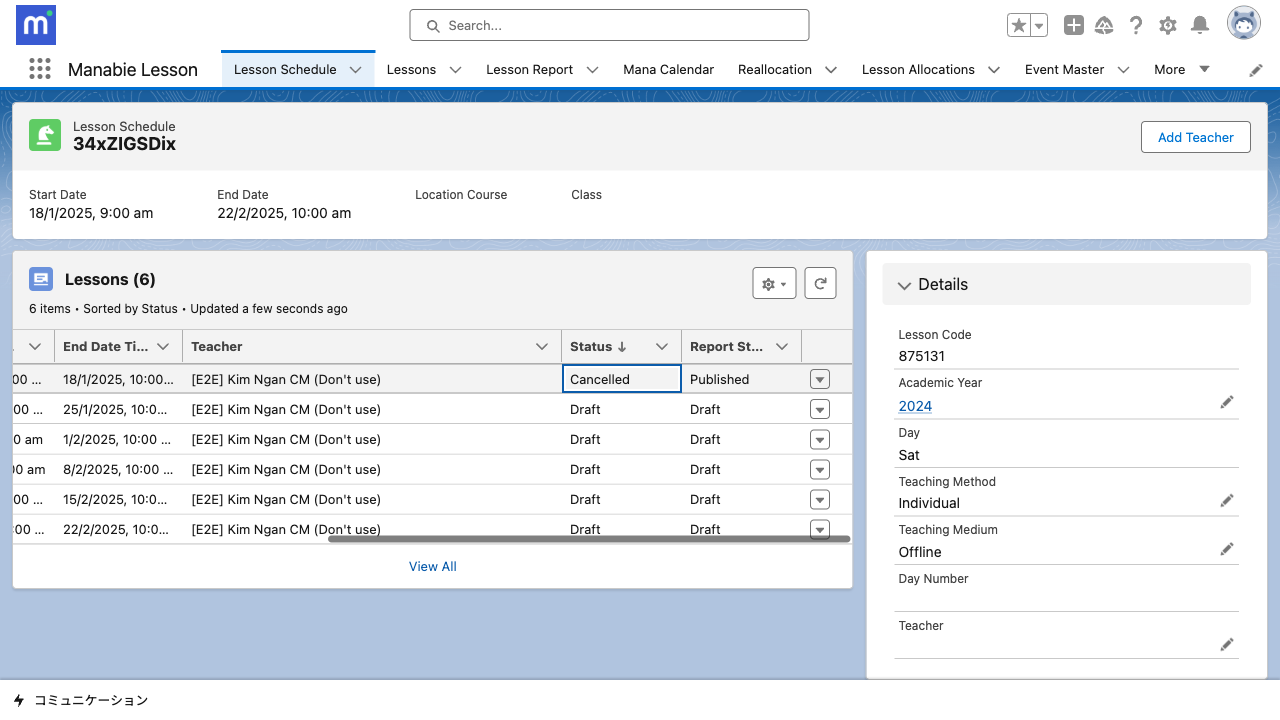 m
Search...
Manabie Lesson
Lesson Schedule
Lessons
Lesson Report
Mana Calendar
Reallocation
Lesson Allocations
Event Master
More
Lesson Schedule
34xZIGSDix
Add Teacher
Start Date
18/1/2025, 9:00 am
End Date
22/2/2025, 10:00 am
Location Course
Class
Lessons (6)
6 items • Sorted by Status • Updated a few seconds ago
End Date Ti... Teacher Status Report St...
00 ... 18/1/2025, 10:00... [E2E] Kim Ngan CM (Don't use) Cancelled Published
00 ... 25/1/2025, 10:00... [E2E] Kim Ngan CM (Don't use) Draft Draft
0 am 1/2/2025, 10:00 ... [E2E] Kim Ngan CM (Don't use) Draft Draft
00 am 8/2/2025, 10:00 ... [E2E] Kim Ngan CM (Don't use) Draft Draft
00 ... 15/2/2025, 10:0... [E2E] Kim Ngan CM (Don't use) Draft Draft
:00 ... 22/2/2025, 10:0... [E2E] Kim Ngan CM (Don't use) Draft Draft
View All
Details
Lesson Code
875131
Academic Year
2024
Day
Sat
Teaching Method
Individual
Teaching Medium
Offline
Day Number
Teacher
コミュニケーション